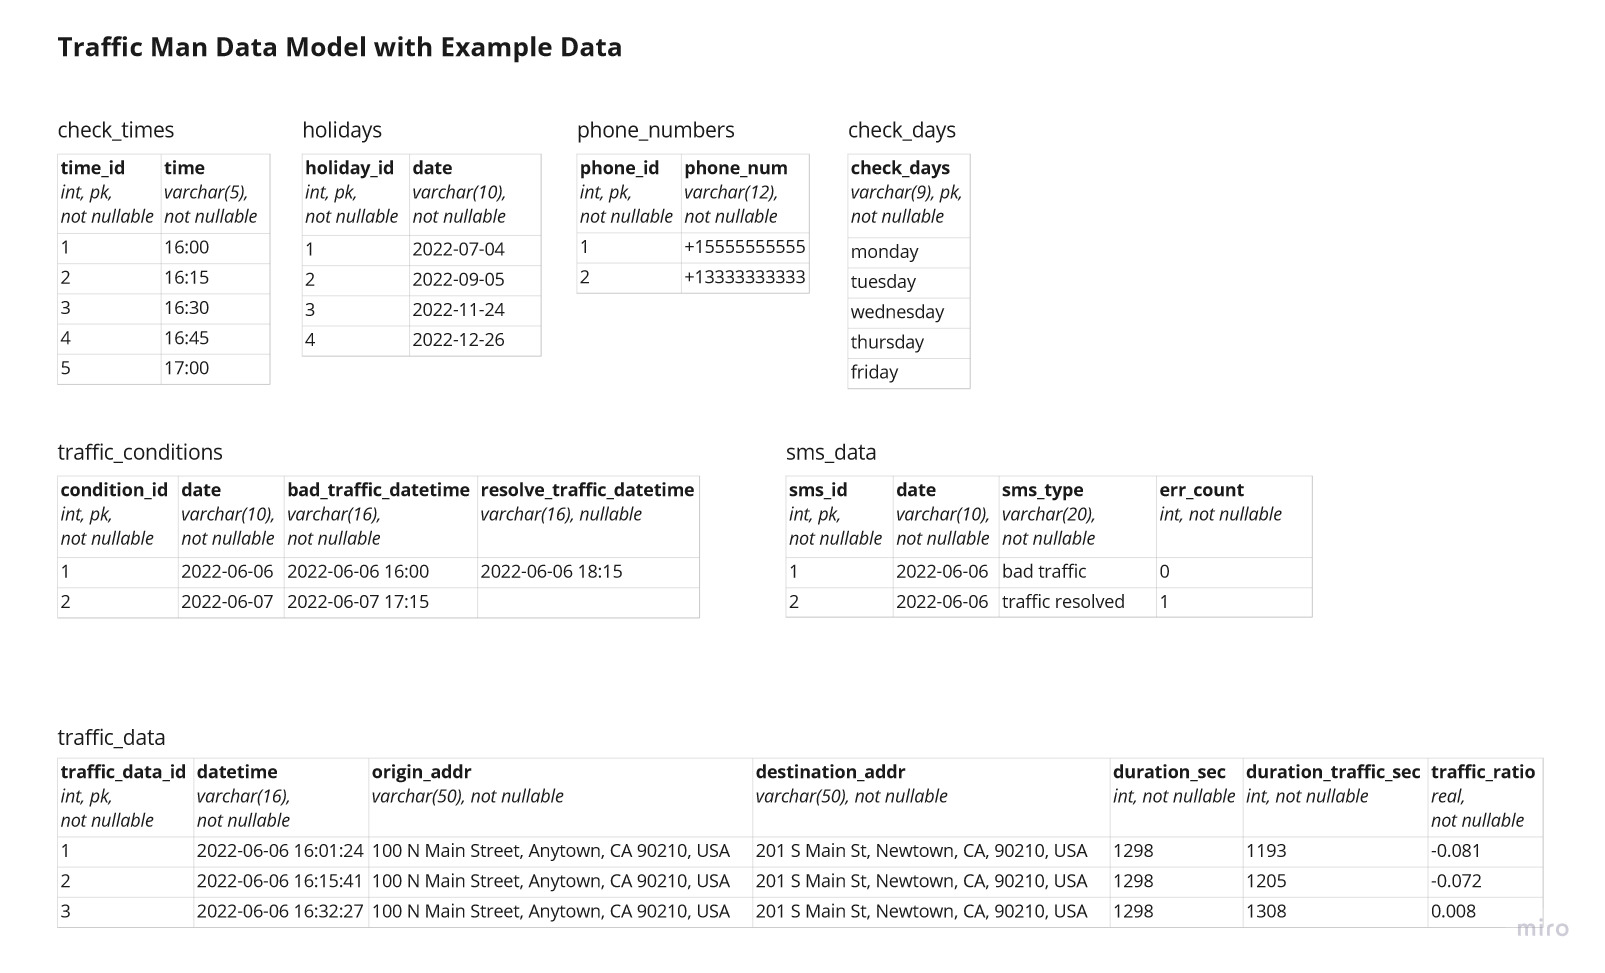 Traffic Man Data Model with Example Data
check_times
time_id time
int, pk, varchar(5),
not nullable not nullable
1 16:00
2 16:15
3 16:30
4 16:45
5 17:00
holidays
holiday_id date
int, pk, varchar(10),
not nullable not nullable
1 2022-07-04
2 2022-09-05
3 2022-11-24
4 2022-12-26
phone_numbers
phone_id phone_num
int, pk, varchar(12),
not nullable not nullable
1 +15555555555
2 +13333333333
check_days
check_days
varchar(9), pk,
not nullable
monday
tuesday
wednesday
thursday
friday
traffic_conditions
condition_id date bad_traffic_datetime resolve_traffic_datetime
int, pk, varchar(10), varchar(16), varchar(16), nullable
not nullable not nullable not nullable
1 2022-06-06 2022-06-06 16:00 2022-06-06 18:15
2 2022-06-07 2022-06-07 17:15
sms_data
sms_id date sms_type err_count
int, pk, varchar(10), varchar(20), int, not nullable
not nullable not nullable not nullable
1 2022-06-06 bad traffic 0
2 2022-06-06 traffic resolved 1
traffic_data
traffic_data_id datetime origin_addr destination_addr duration_sec duration_traffic_sec traffic_ratio
int, pk, varchar(16), varchar(50), not nullable varchar(50), not nullable int, not nullable int, not nullable real,
not nullable not nullable not nullable
1 2022-06-06 16:01:24 100 N Main Street, Anytown, CA 90210, USA 201 S Main St, Newtown, CA, 90210, USA 1298 1193 -0.081
2 2022-06-06 16:15:41 100 N Main Street, Anytown, CA 90210, USA 201 S Main St, Newtown, CA, 90210, USA 1298 1205 -0.072
3 2022-06-06 16:32:27 100 N Main Street, Anytown, CA 90210, USA 201 S Main St, Newtown, CA, 90210, USA 1298 1308 0.008
miro